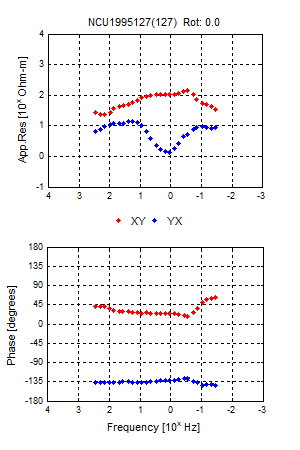 NCU1995127(127) Rot: 0.0
App.Res [10^x Ohm-m]
4
3
2
1
0
-1
4 3 2 1 0 -1 -2 -3
XY YX
Phase [degrees]
180
135
90
45
0
-45
-90
-135
-180
4 3 2 1 0 -1 -2 -3
Frequency [10^x Hz]